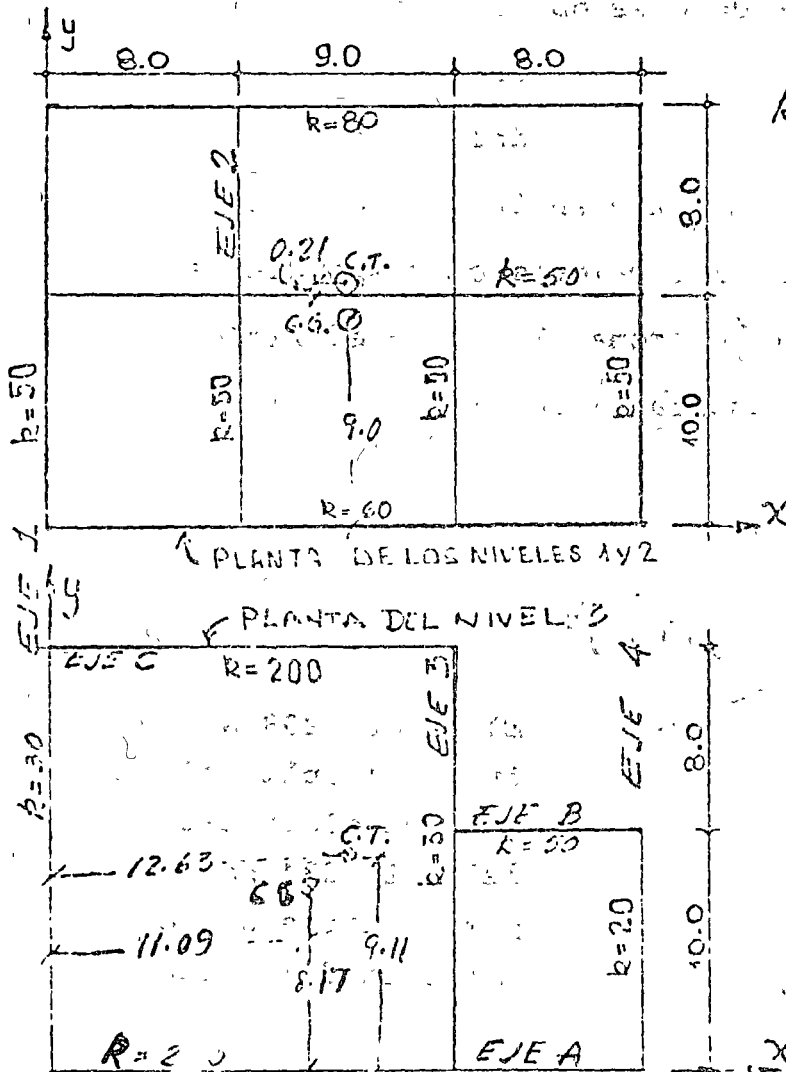 y
8.0 9.0 8.0
k=80
EJE 2
8.0
0.21 C.T.
k=50
C.G.
k=50
k=50
k=50
k=50
9.0
10.0
k=60
X
EJE 1
PLANTA DE LOS NIVELES 1 Y 2
y
PLANTA DEL NIVEL 3
EJE C
k=200
EJE 3
EJE 4
8.0
k=30
EJE B
k=50
C.T.
k=30
12.63
k=20
11.09
9.11
8.17
10.0
EJE A
X